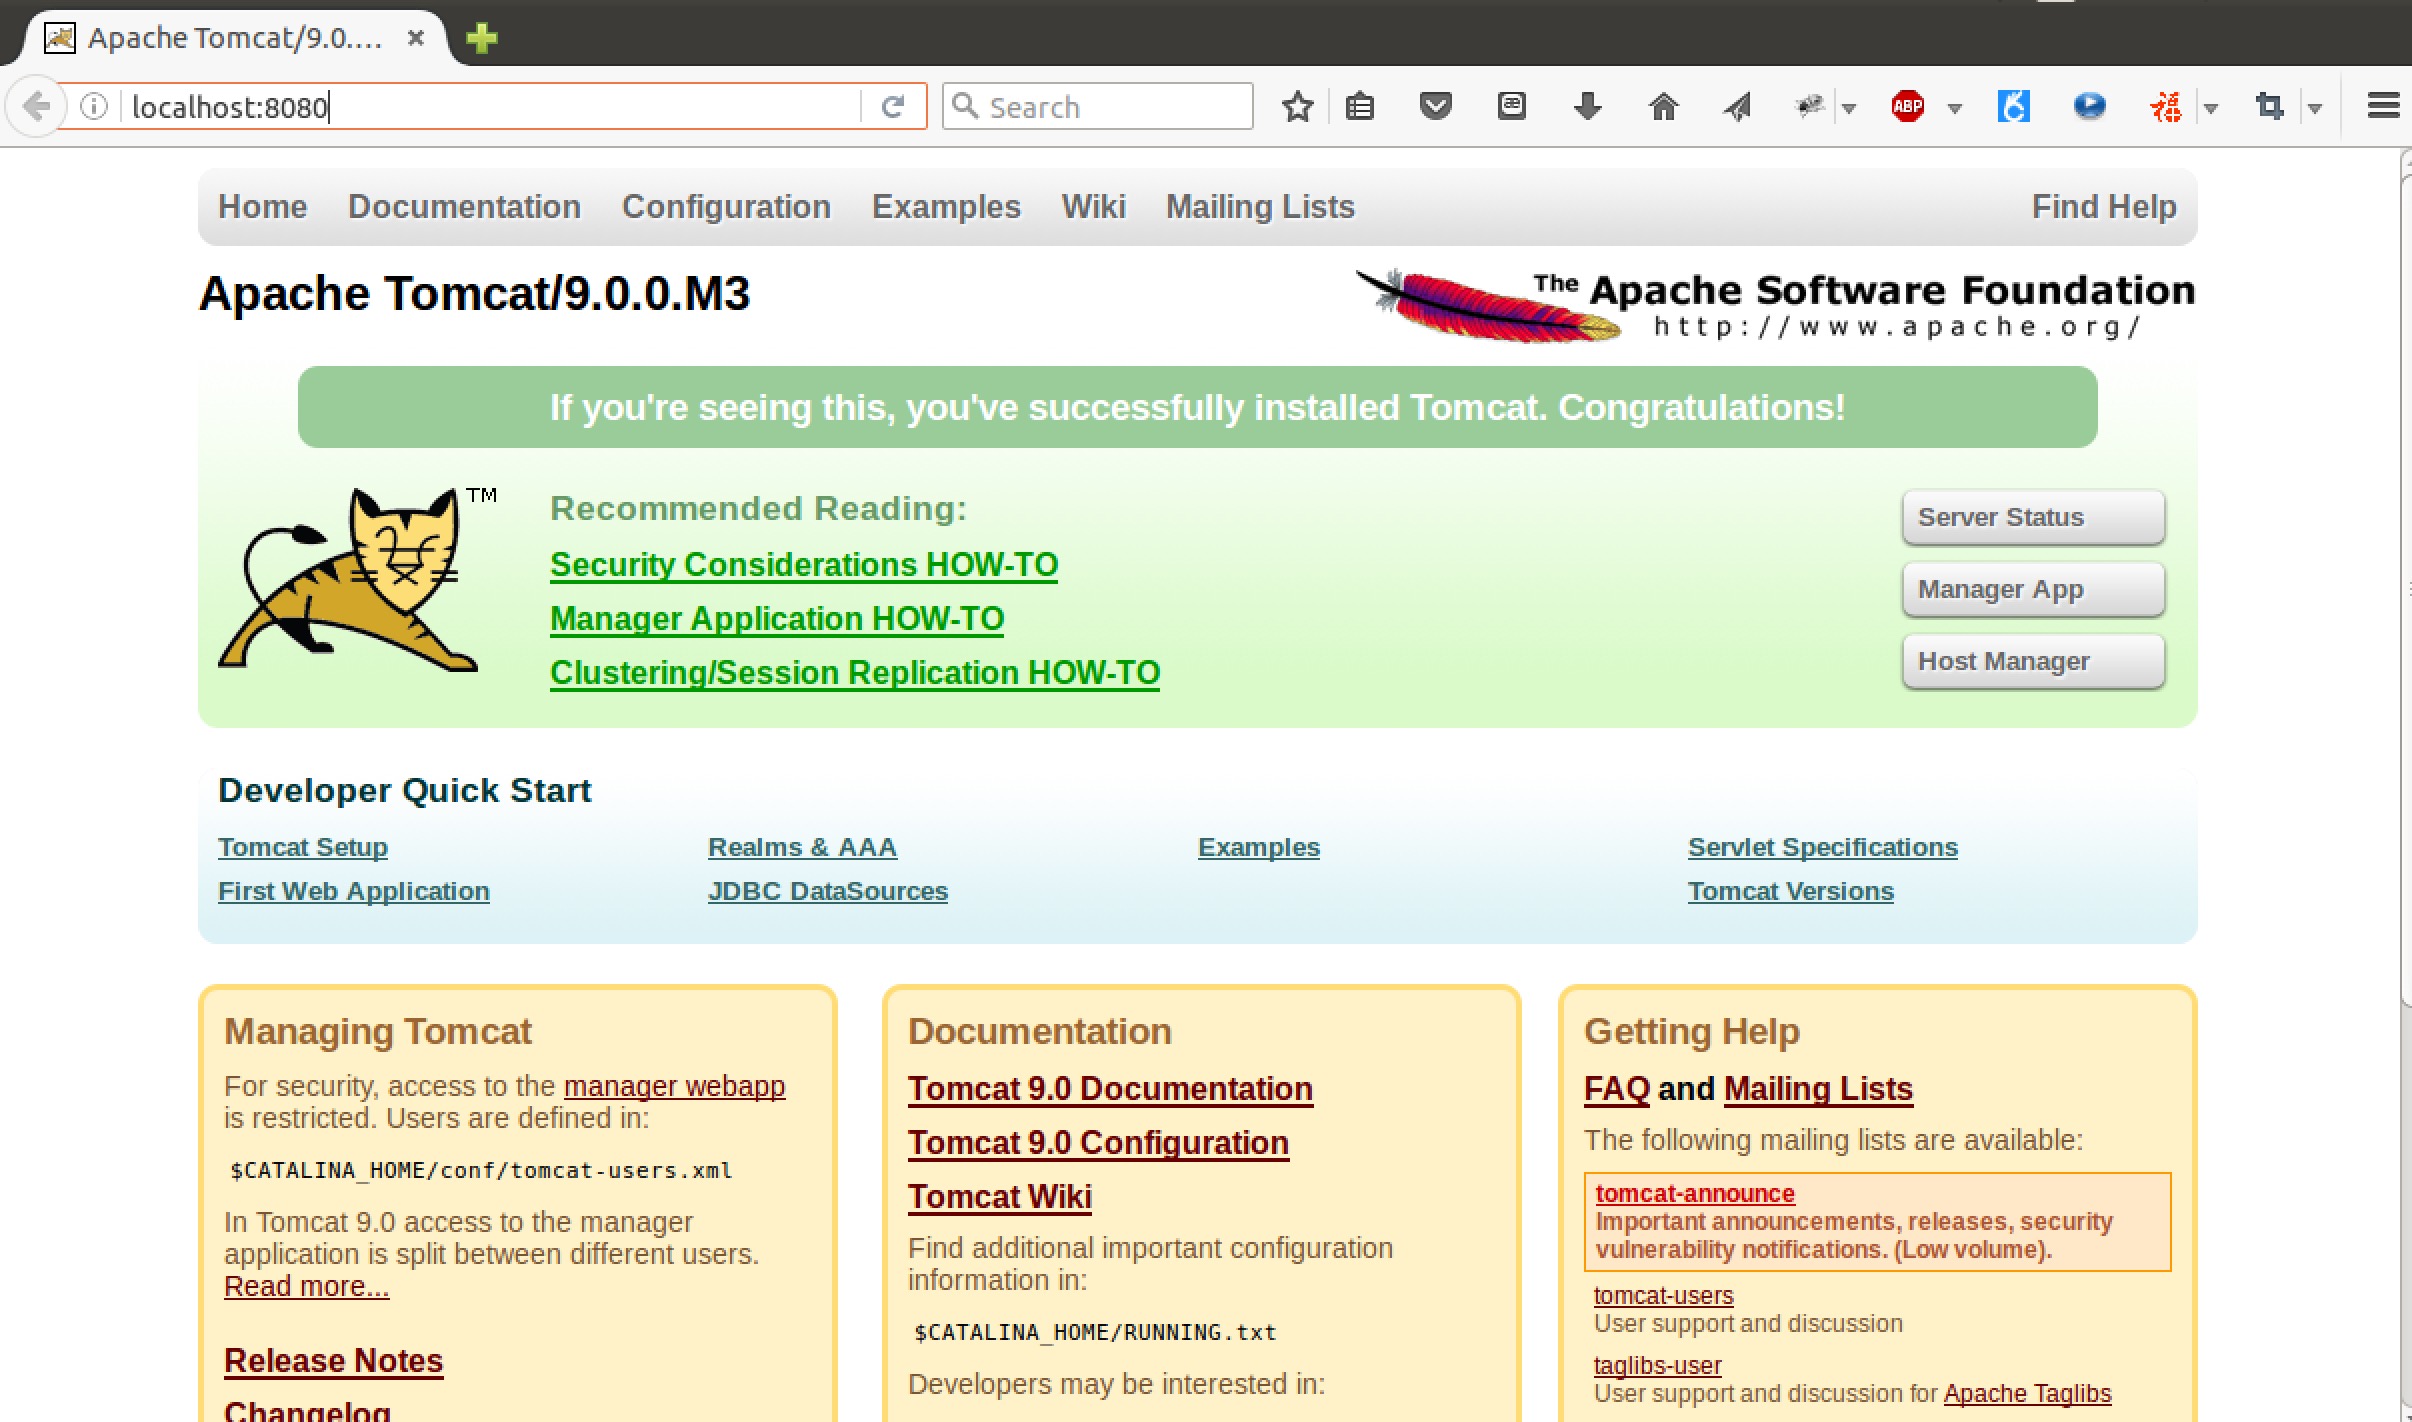 Apache Tomcat/9.0....
localhost:8080
Search
ABP
Home Documentation Configuration Examples Wiki Mailing Lists Find Help
Apache Tomcat/9.0.0.M3
The Apache Software Foundation
http://www.apache.org/
If you're seeing this, you've successfully installed Tomcat. Congratulations!
TM
Recommended Reading:
Security Considerations HOW-TO
Manager Application HOW-TO
Clustering/Session Replication HOW-TO
Server Status
Manager App
Host Manager
Developer Quick Start
Tomcat Setup
First Web Application
Realms & AAA
JDBC DataSources
Examples
Servlet Specifications
Tomcat Versions
Managing Tomcat
For security, access to the manager webapp
is restricted. Users are defined in:
$CATALINA_HOME/conf/tomcat-users.xml
In Tomcat 9.0 access to the manager
application is split between different users.
Read more...
Release Notes
Changelog
Documentation
Tomcat 9.0 Documentation
Tomcat 9.0 Configuration
Tomcat Wiki
Find additional important configuration
information in:
$CATALINA_HOME/RUNNING.txt
Developers may be interested in:
Getting Help
FAQ and Mailing Lists
The following mailing lists are available:
tomcat-announce
Important announcements, releases, security
vulnerability notifications. (Low volume).
tomcat-users
User support and discussion
taglibs-user
User support and discussion for Apache Taglibs